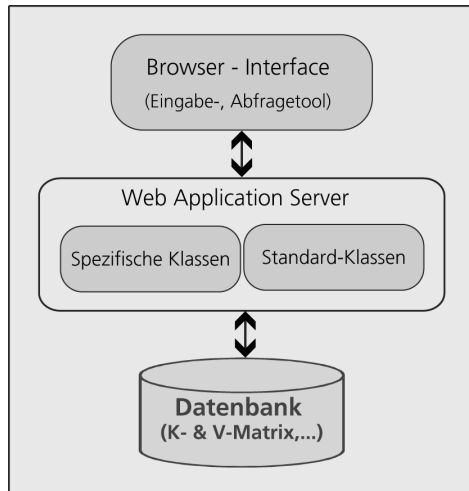 Browser - Interface
(Eingabe-, Abfragetool)
Web Application Server
Spezifische Klassen
Standard-Klassen
Datenbank
(K- & V-Matrix,...)